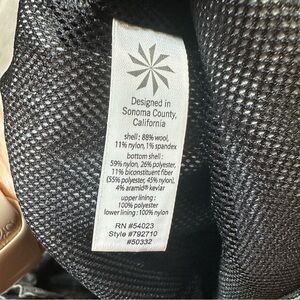 Designed in
Sonoma County,
California
shell: 88% wool,
11% nylon, 1% spandex
bottom shell:
59% nylon, 26% polyester,
11% biconstituent fiber
(55% polyester, 45% nylon),
4% aramid® kevlar
upper lining:
100% polyester
lower lining: 100% nylon
RN #54023
Style #792710
#50332